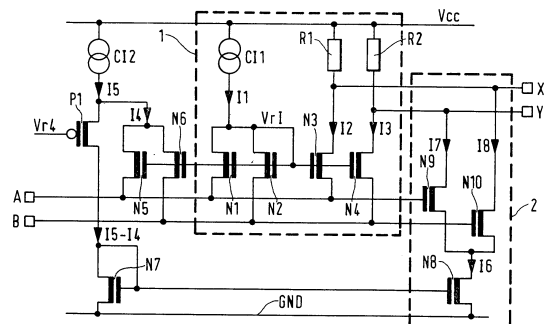 Vcc
1
R1
R2
CI2
CI1
I5
I1
X
Y
P1
I4
VrI
N3
I2
I3
Vr4
N6
I7
I8
N9
N10
N5
N1
N2
N4
A
B
2
I5-I4
I6
N7
N8
GND